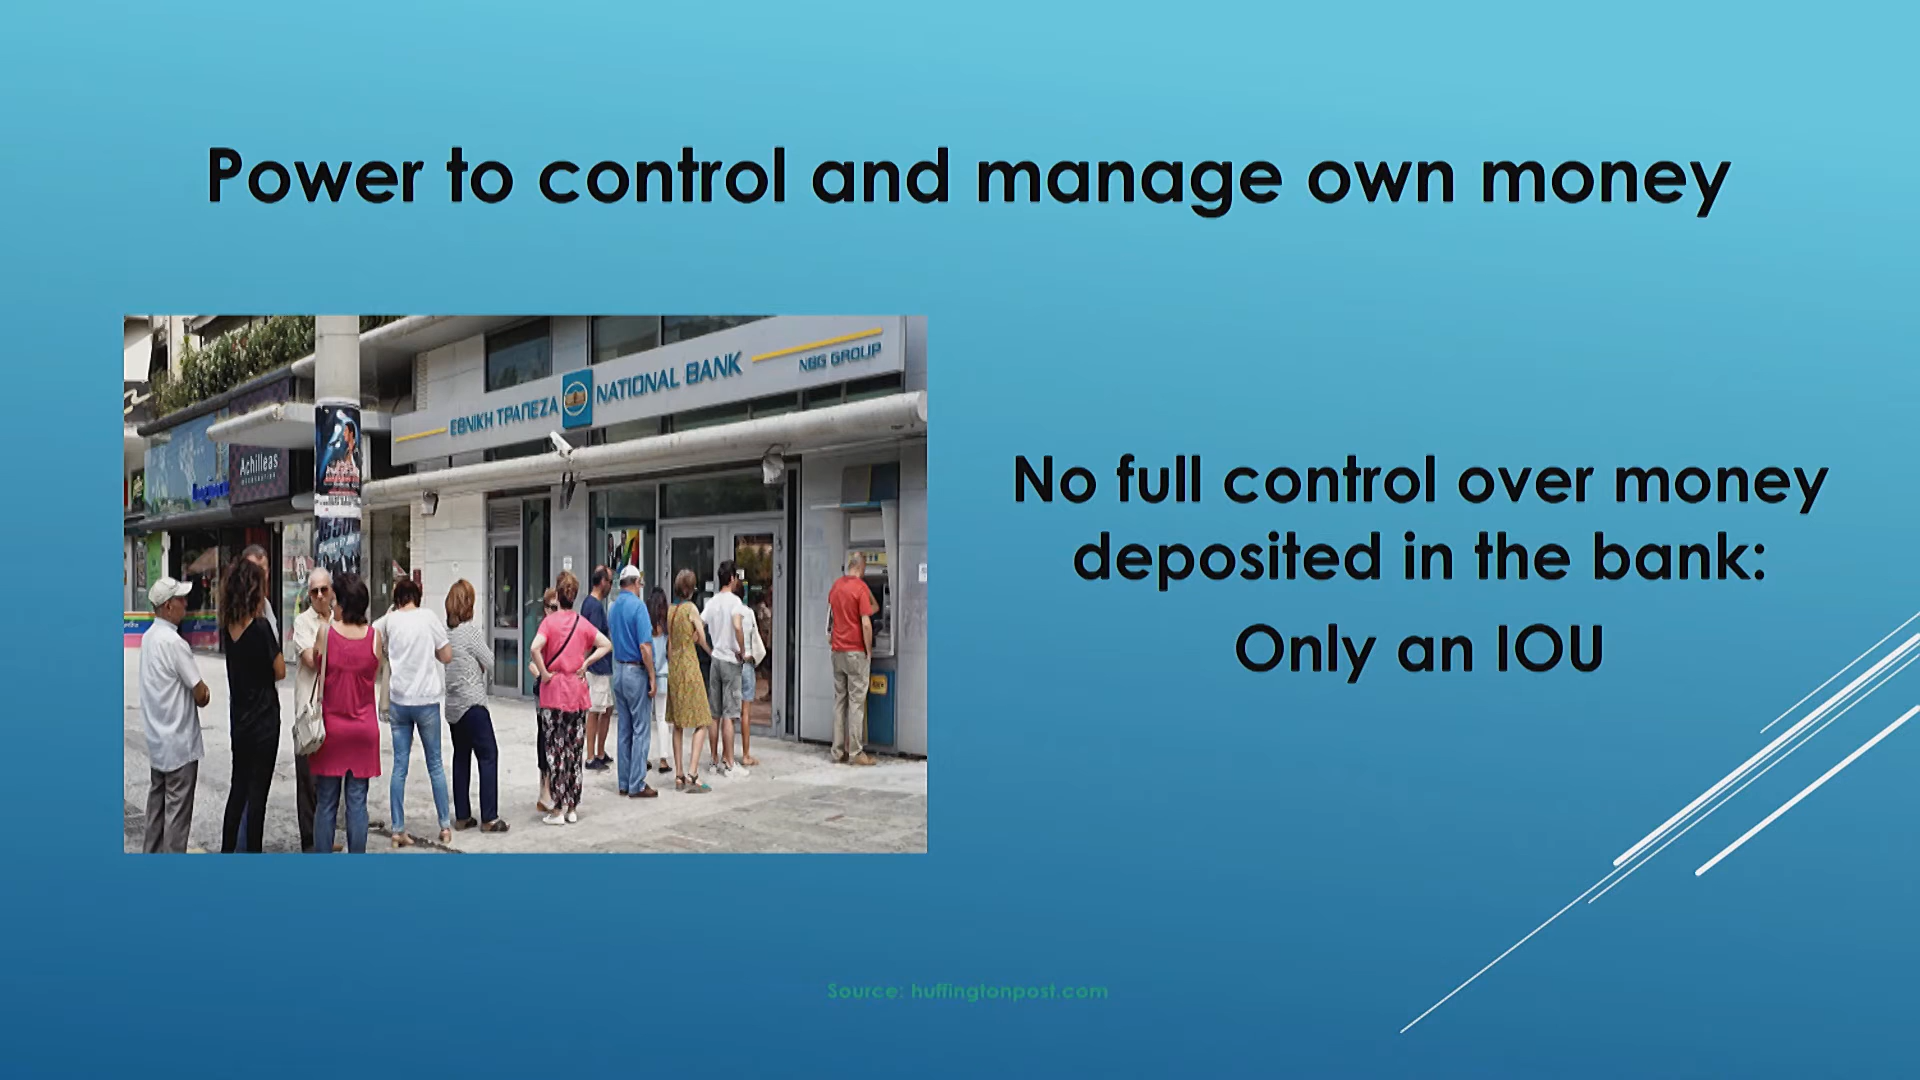 Power to control and manage own money
ΕΘΝΙΚΗ ΤΡΑΠΕΖΑ NATIONAL BANK
NBG GROUP
Achilleas
No full control over money
deposited in the bank:
Only an IOU
Source: huffingtonpost.com